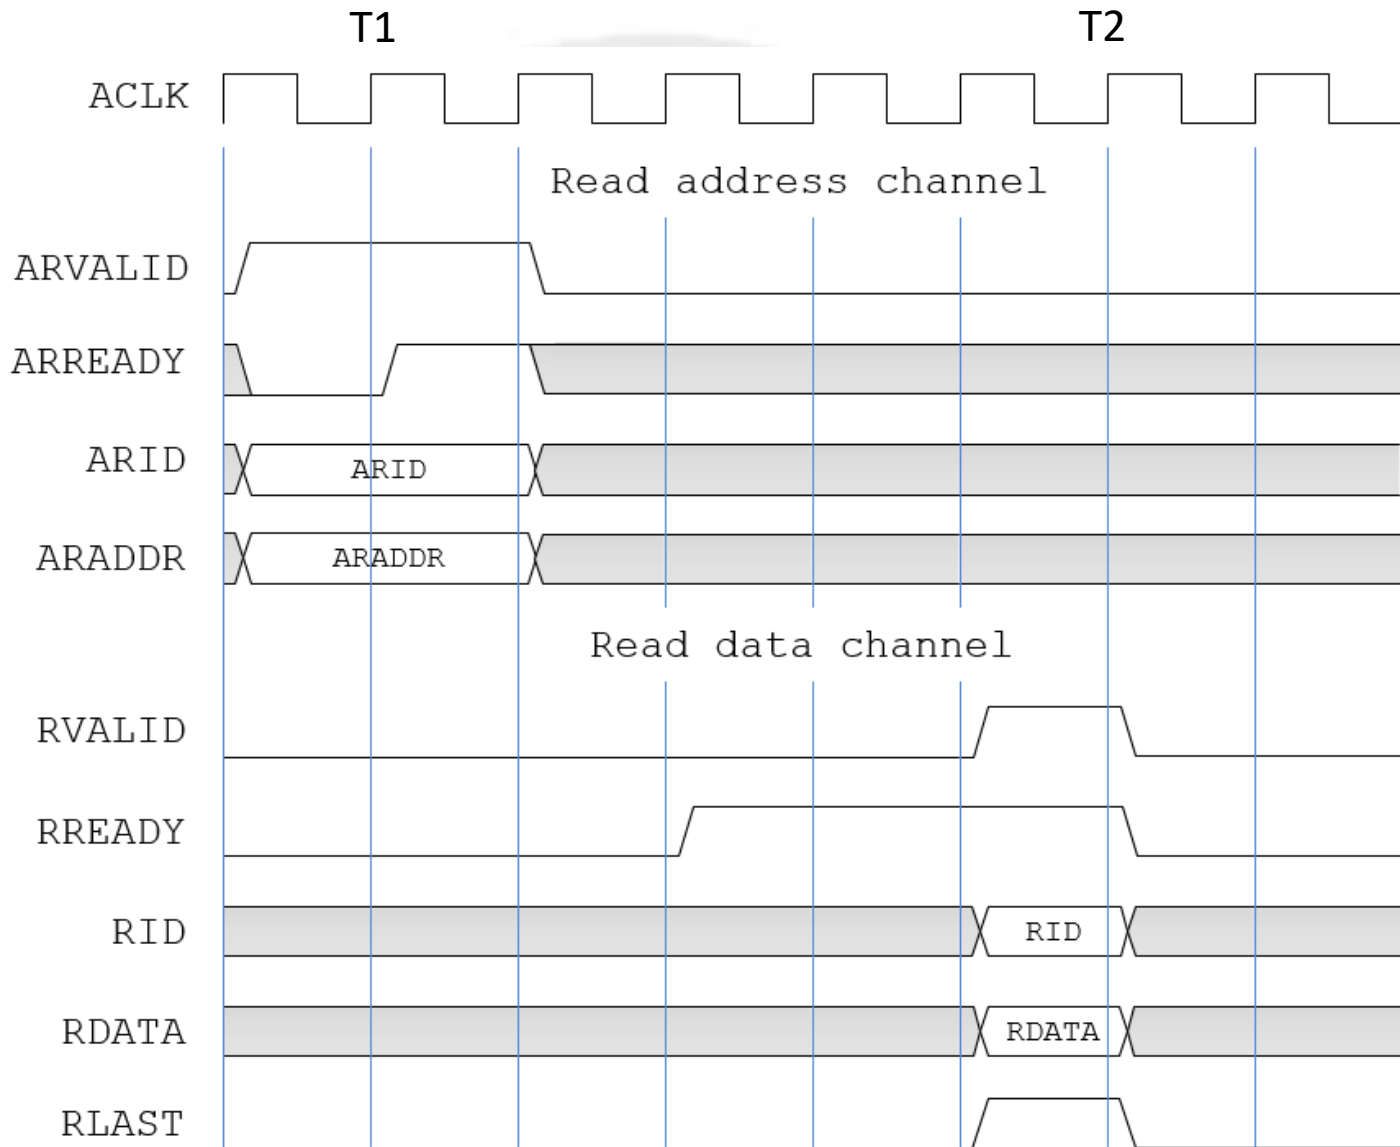 T1 T2
ACLK
Read address channel
ARVALID
ARREADY
ARID ARID
ARADDR ARADDR
Read data channel
RVALID
RREADY
RID RID
RDATA RDATA
RLAST